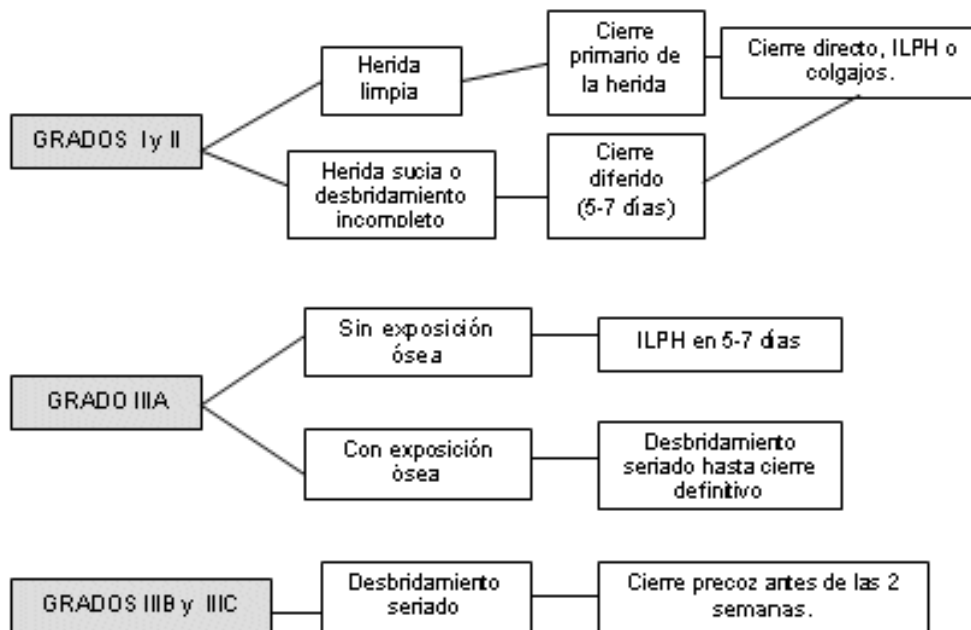 Herida
limpia
Cierre
primario de
la herida
Cierre directo, ILPH o
colgajos.
GRADOS I y II
Herida sucia o
desbridamiento
incompleto
Cierre
diferido
(5-7 días)
Sin exposición
ósea
ILPH en 5-7 días
GRADO IIIA
Con exposición
ósea
Desbridamiento
seriado hasta cierre
definitivo
GRADOS IIIB y IIIC
Desbridamiento
seriado
Cierre precoz antes de las 2
semanas.